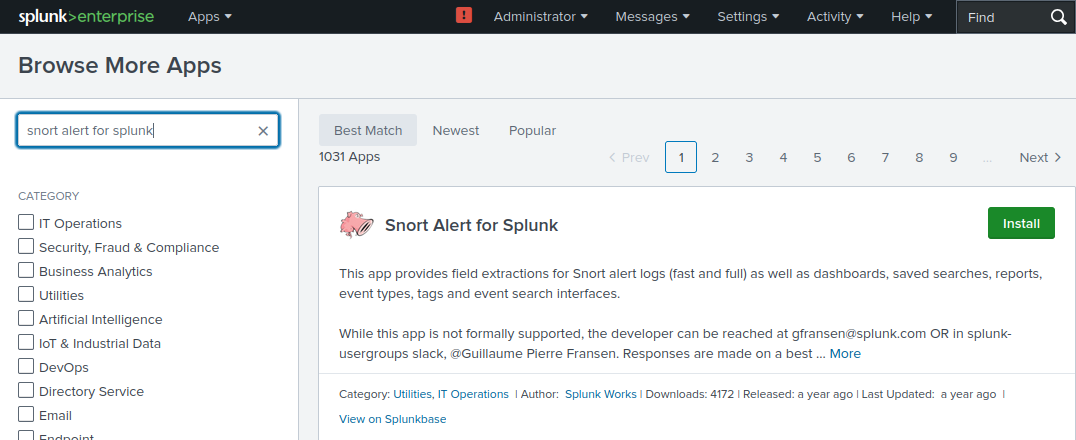 splunk>enterprise Apps Administrator Messages Settings Activity Help Find
Browse More Apps
snort alert for splunk
Best Match Newest Popular
1031 Apps
Prev 1 2 3 4 5 6 7 8 9 ... Next
CATEGORY
IT Operations
Security, Fraud & Compliance
Business Analytics
Utilities
Artificial Intelligence
IoT & Industrial Data
DevOps
Directory Service
Email
Endpoint
Snort Alert for Splunk
Install
This app provides field extractions for Snort alert logs (fast and full) as well as dashboards, saved searches, reports,
event types, tags and event search interfaces.
While this app is not formally supported, the developer can be reached at gfransen@splunk.com OR in splunk-
usergroups slack, @Guillaume Pierre Fransen. Responses are made on a best ... More
Category: Utilities, IT Operations | Author: Splunk Works | Downloads: 4172 | Released: a year ago | Last Updated: a year ago |
View on Splunkbase